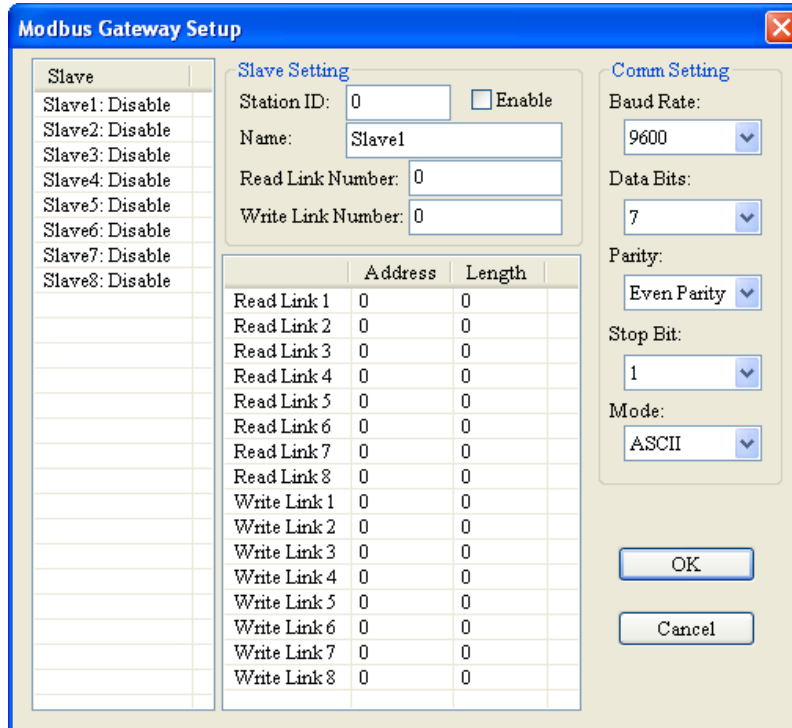 Modbus Gateway Setup
Slave
Slave1: Disable
Slave2: Disable
Slave3: Disable
Slave4: Disable
Slave5: Disable
Slave6: Disable
Slave7: Disable
Slave8: Disable
Slave Setting
Station ID: 0 Enable
Name: Slave1
Read Link Number: 0
Write Link Number: 0
Address Length
Read Link 1 0 0
Read Link 2 0 0
Read Link 3 0 0
Read Link 4 0 0
Read Link 5 0 0
Read Link 6 0 0
Read Link 7 0 0
Read Link 8 0 0
Write Link 1 0 0
Write Link 2 0 0
Write Link 3 0 0
Write Link 4 0 0
Write Link 5 0 0
Write Link 6 0 0
Write Link 7 0 0
Write Link 8 0 0
Comm Setting
Baud Rate:
9600
Data Bits:
7
Parity:
Even Parity
Stop Bit:
1
Mode:
ASCII
OK
Cancel